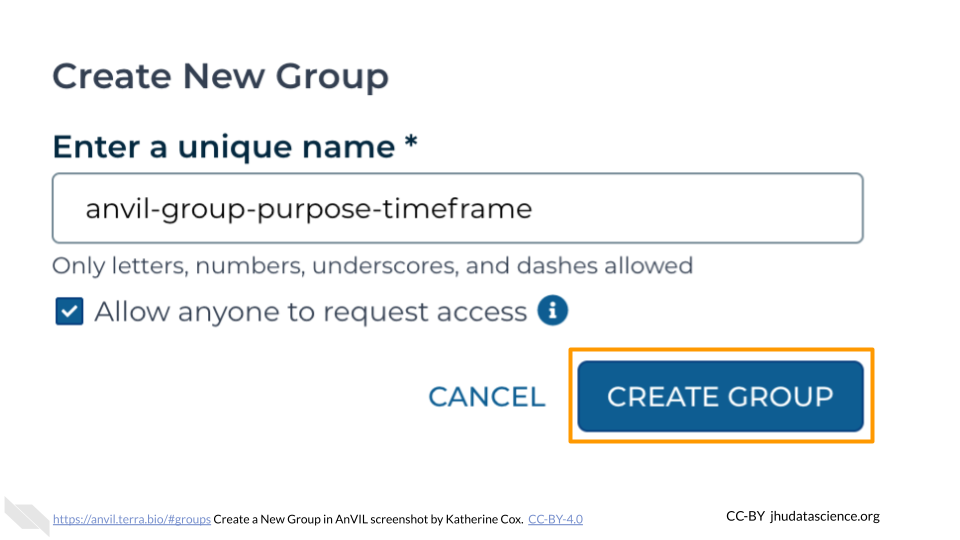 Create New Group
Enter a unique name *
anvil-group-purpose-timeframe
Only letters, numbers, underscores, and dashes allowed
Allow anyone to request access i
CANCEL CREATE GROUP
https://anvil.terra.bio/#groups Create a New Group in AnVIL screenshot by Katherine Cox. CC-BY-4.0
CC-BY jhudatascience.org